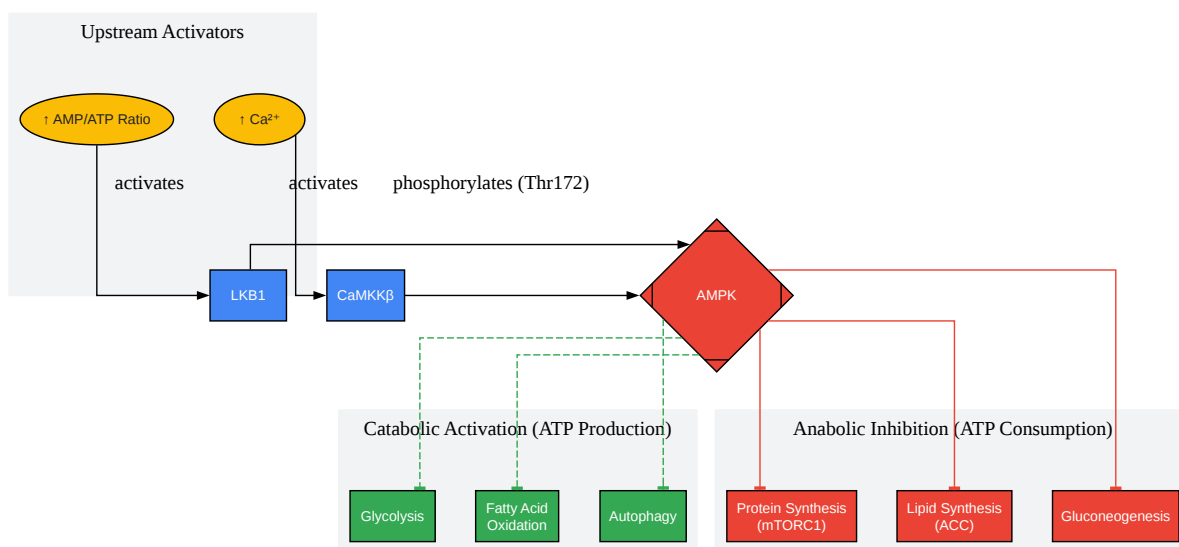 Upstream Activators
↑ AMP/ATP Ratio
↑ Ca²⁺
activates
activates
phosphorylates (Thr172)
LKB1
CaMKKβ
AMPK
Catabolic Activation (ATP Production)
Anabolic Inhibition (ATP Consumption)
Glycolysis
Fatty Acid
Oxidation
Autophagy
Protein Synthesis
(mTORC1)
Lipid Synthesis
(ACC)
Gluconeogenesis